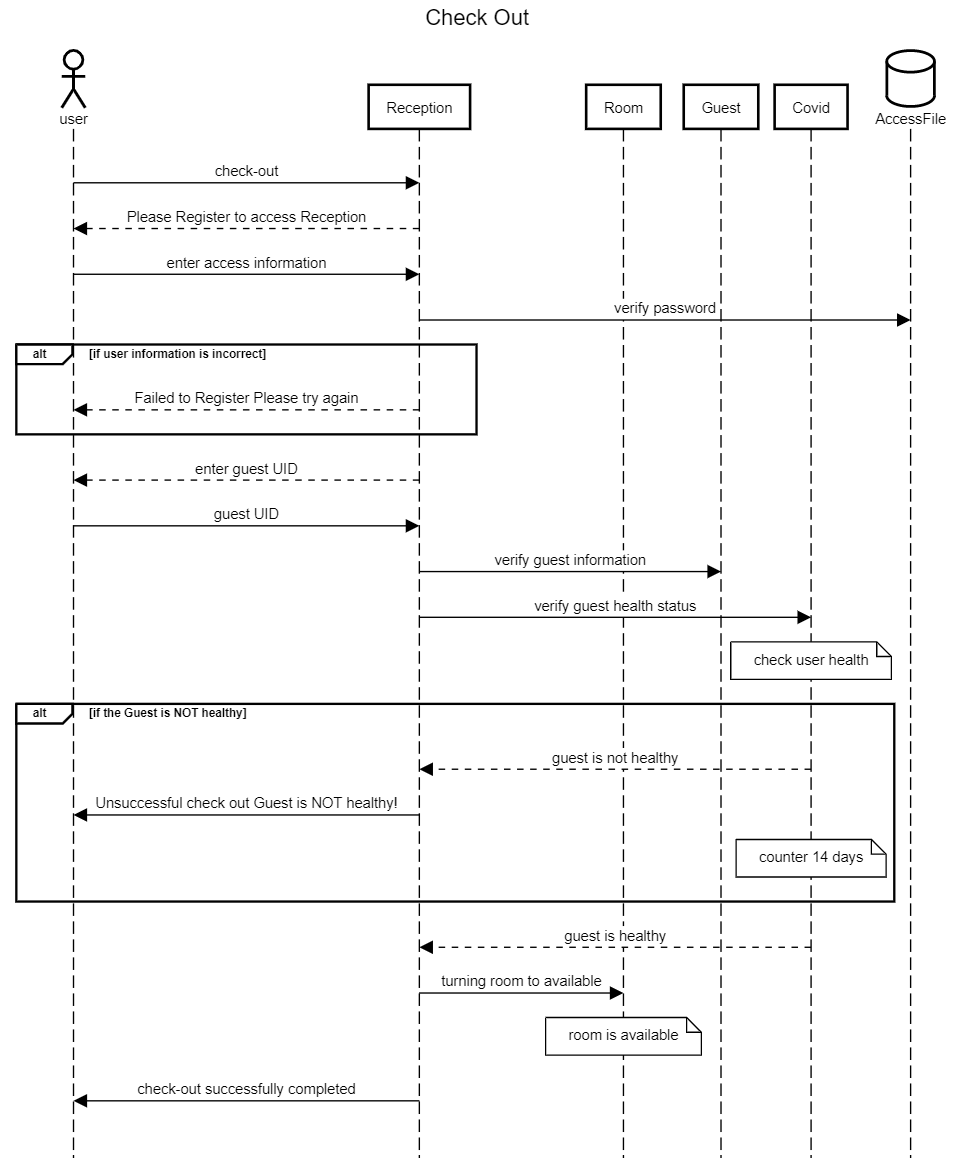 Check Out
user
Reception
Room
Guest
Covid
AccessFile
check-out
Please Register to access Reception
enter access information
verify password
alt
[if user information is incorrect]
Failed to Register Please try again
enter guest UID
guest UID
verify guest information
verify guest health status
check user health
alt
[if the Guest is NOT healthy]
guest is not healthy
Unsuccessful check out Guest is NOT healthy!
counter 14 days
guest is healthy
turning room to available
room is available
check-out successfully completed